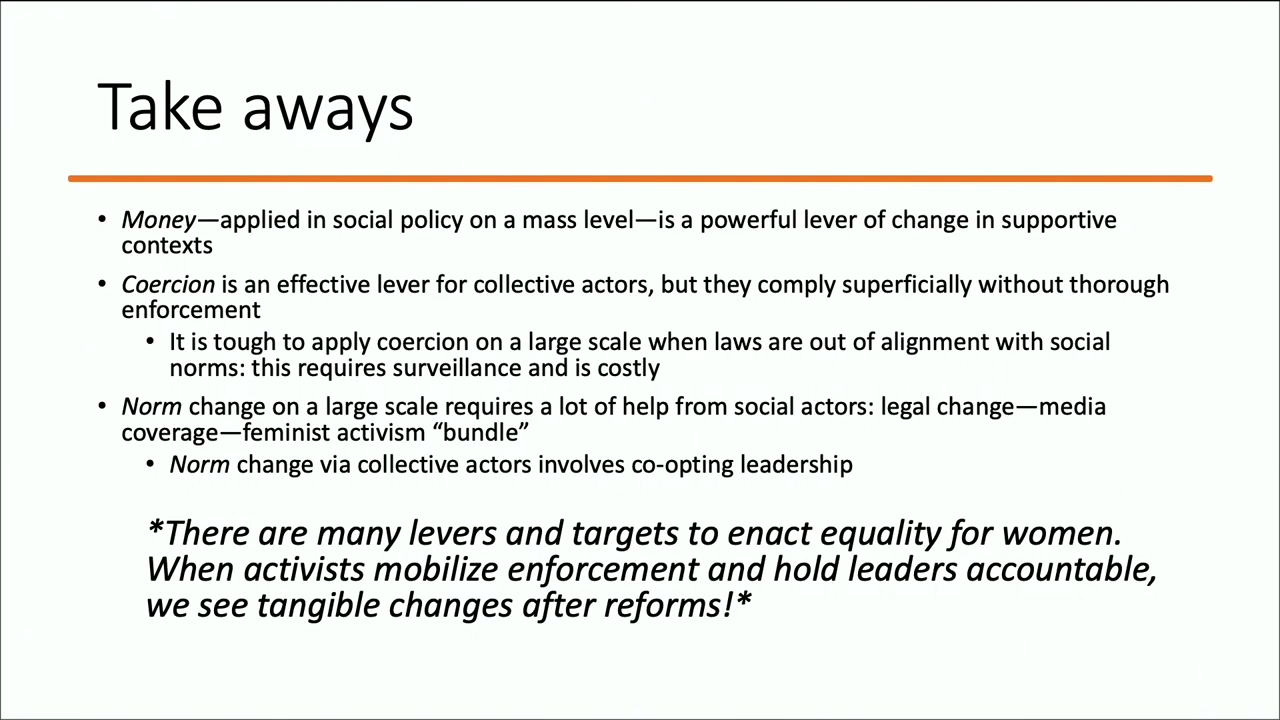 Take aways
• Money—applied in social policy on a mass level—is a powerful lever of change in supportive
contexts
• Coercion is an effective lever for collective actors, but they comply superficially without thorough
enforcement
• It is tough to apply coercion on a large scale when laws are out of alignment with social
norms: this requires surveillance and is costly
• Norm change on a large scale requires a lot of help from social actors: legal change—media
coverage—feminist activism “bundle”
• Norm change via collective actors involves co-opting leadership
*There are many levers and targets to enact equality for women.
When activists mobilize enforcement and hold leaders accountable,
we see tangible changes after reforms!*